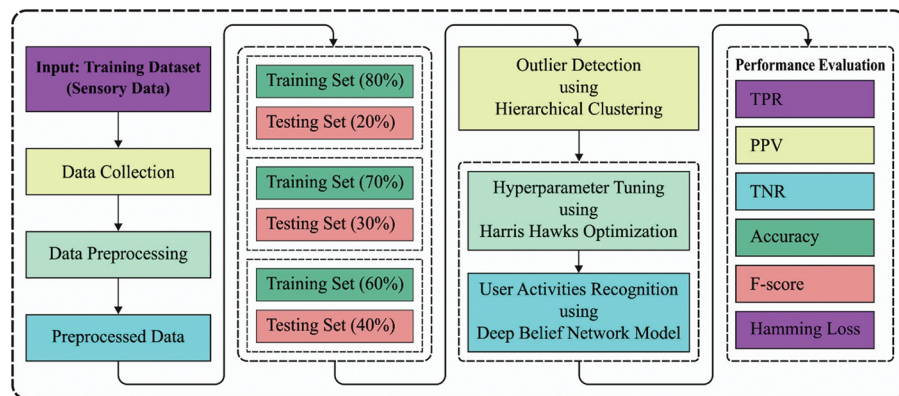 Input: Training Dataset
(Sensory Data)
Data Collection
Data Preprocessing
Preprocessed Data
Training Set (80%)
Testing Set (20%)
Training Set (70%)
Testing Set (30%)
Training Set (60%)
Testing Set (40%)
Outlier Detection
using
Hierarchical Clustering
Hyperparameter Tuning
using
Harris Hawks Optimization
User Activities Recognition
using
Deep Belief Network Model
Performance Evaluation
TPR
PPV
TNR
Accuracy
F-score
Hamming Loss